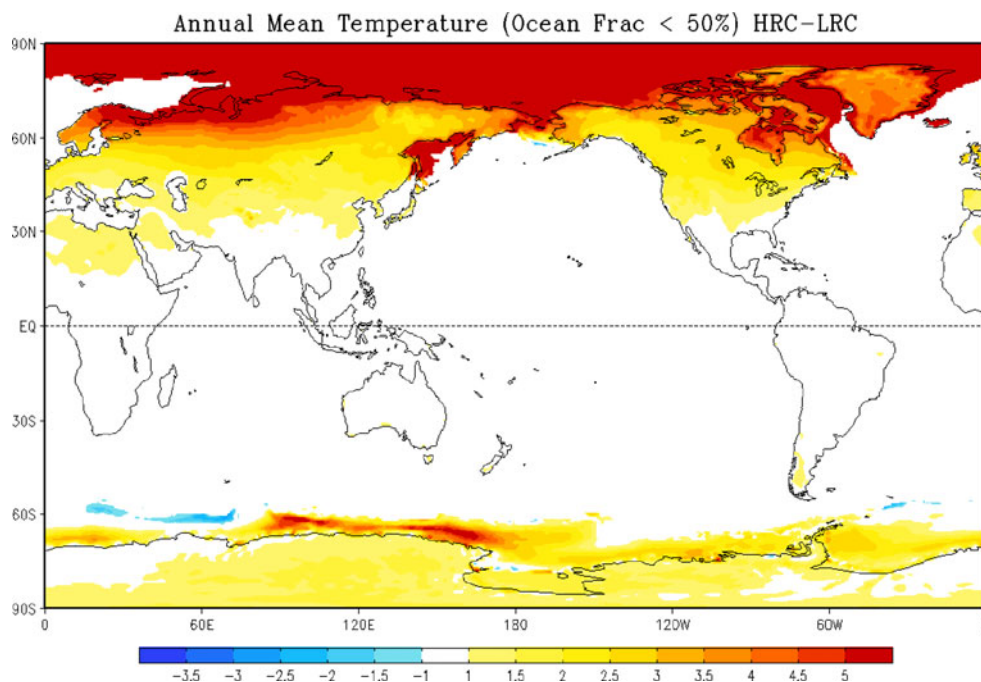 Annual Mean Temperature (Ocean Frac < 50%) HRC-LRC
90N
60N
30N
EQ
30S
60S
90S
0 60E 120E 180 120W 60W
-3.5 -3 -2.5 -2 -1.5 -1 1 1.5 2 2.5 3 3.5 4 4.5 5